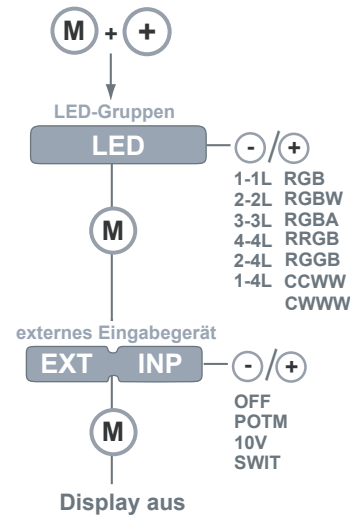 M + +
LED-Gruppen
LED
- / +
1-1L RGB
2-2L RGBW
3-3L RGBA
4-4L RRGB
2-4L RGGB
1-4L CCWW
CWWW
M
externes Eingabegerät
EXT INP
- / +
OFF
POTM
10V
SWIT
M
Display aus